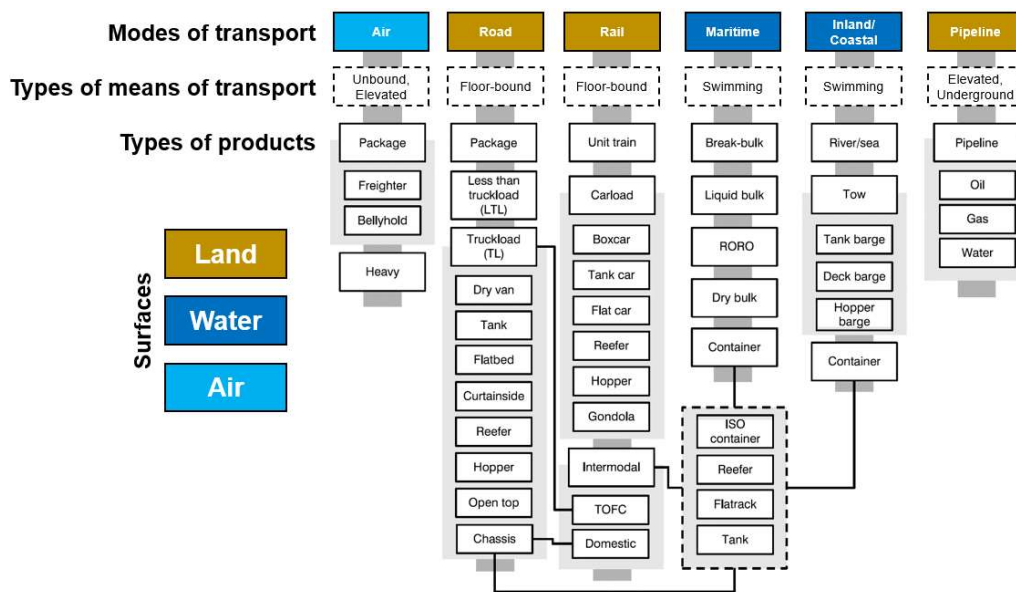 Modes of transport
Air
Road
Rail
Maritime
Inland/
Coastal
Pipeline
Types of means of transport
Unbound,
Elevated
Floor-bound
Floor-bound
Swimming
Swimming
Elevated,
Underground
Types of products
Package
Freighter
Bellyhold
Heavy
Package
Less than
truckload
(LTL)
Truckload
(TL)
Dry van
Tank
Flatbed
Curtainside
Reefer
Hopper
Open top
Chassis
Unit train
Carload
Boxcar
Tank car
Flat car
Reefer
Hopper
Gondola
Intermodal
TOFC
Domestic
Break-bulk
Liquid bulk
RORO
Dry bulk
Container
ISO
container
Reefer
Flatrack
Tank
River/sea
Tow
Tank barge
Deck barge
Hopper
barge
Container
Pipeline
Oil
Gas
Water
Surfaces
Land
Water
Air